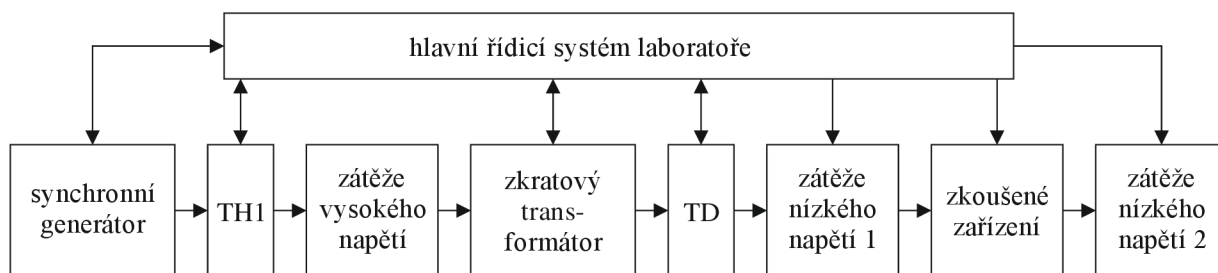 hlavní řídicí systém laboratoře
synchronní
generátor
TH1
zátěže
vysokého
napětí
zkratový
trans-
formátor
TD
zátěže
nízkého
napětí 1
zkoušené
zařízení
zátěže
nízkého
napětí 2